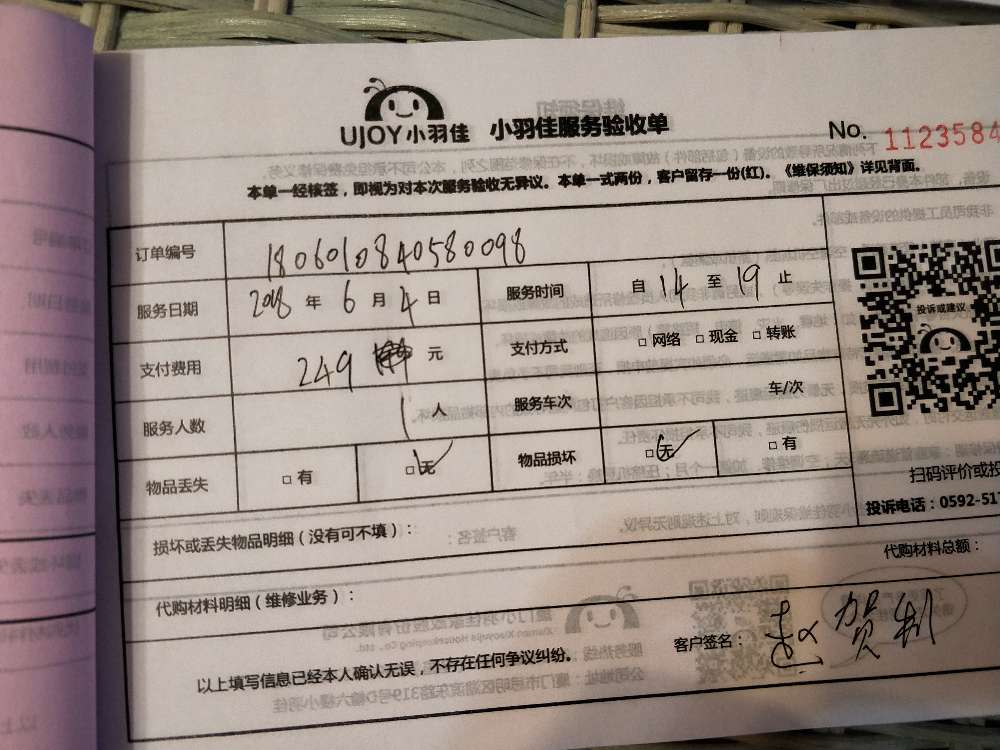 UJOY小羽佳 小羽佳服务验收单
No. 1123584
本单一经核签，即视为对本次服务验收无异议。本单一式两份，客户留存一份(红)。《维保须知》详见背面。
订单编号 1806010840580098
服务日期 2018 年 6 月 4 日 服务时间 自 14 至 19 止
支付费用 249 元 支付方式 □ 网络 □ 现金 □ 转账
服务人数 1 人 服务车次 车/次
物品丢失 □ 有 □ 无 物品损坏 □ 无 □ 有
投诉或建议
扫码评价或投
投诉电话：0592-517
损坏或丢失物品明细（没有可不填）：
代购材料明细（维修业务）：
代购材料总额：
以上填写信息已经本人确认无误，不存在任何争议纠纷。
客户签名： 赵贺